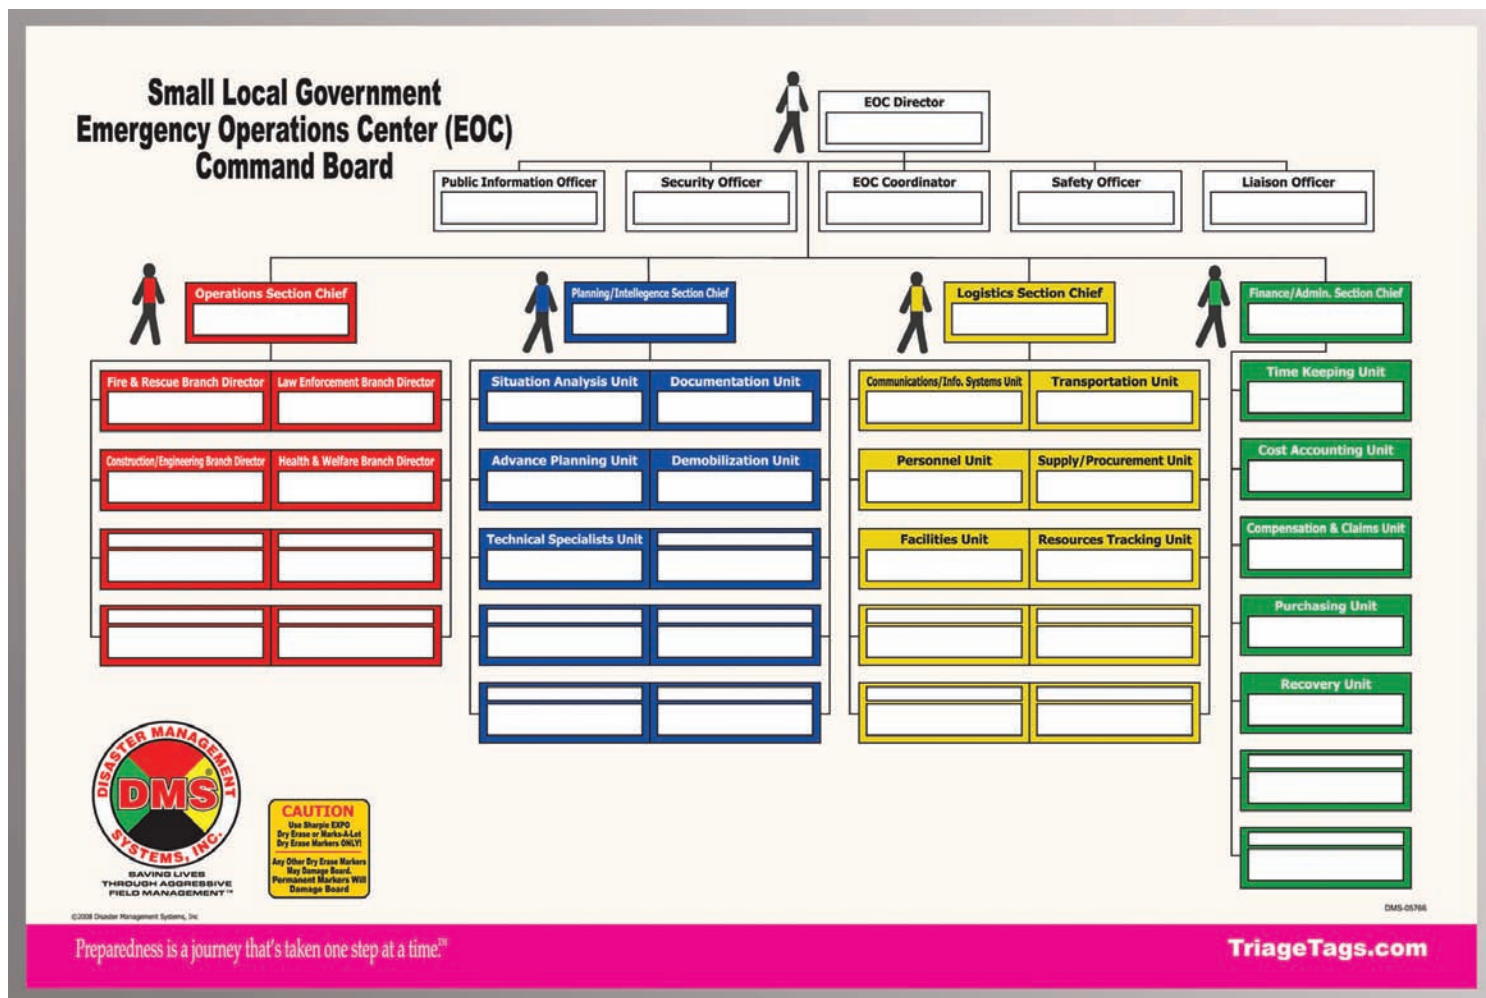 Small Local Government
Emergency Operations Center (EOC)
Command Board
EOC Director
Public Information Officer
Security Officer
EOC Coordinator
Safety Officer
Liaison Officer
Operations Section Chief
Planning/Intellegence Section Chief
Logistics Section Chief
Finance/Admin. Section Chief
Fire & Rescue Branch Director
Law Enforcement Branch Director
Construction/Engineering Branch Director
Health & Welfare Branch Director
Situation Analysis Unit
Documentation Unit
Advance Planning Unit
Demobilization Unit
Technical Specialists Unit
Communications/Info. Systems Unit
Transportation Unit
Personnel Unit
Supply/Procurement Unit
Facilities Unit
Resources Tracking Unit
Time Keeping Unit
Cost Accounting Unit
Compensation & Claims Unit
Purchasing Unit
Recovery Unit
DISASTER MANAGEMENT
DMS®
SYSTEMS, INC.
SAVING LIVES
THROUGH AGGRESSIVE
FIELD MANAGEMENT™
CAUTION
Use Sharpie EXPO
Dry Erase or Marks-A-Lot
Dry Erase Markers ONLY!
Any Other Dry Erase Markers
May Damage Board.
Permanent Markers Will
Damage Board
©2008 Disaster Management Systems, Inc
DMS-05766
Preparedness is a journey that's taken one step at a time.™
TriageTags.com